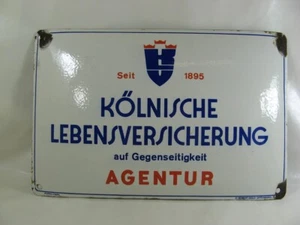 Seit 1895
KÖLNISCHE
LEBENSVERSICHERUNG
auf Gegenseitigkeit
AGENTUR